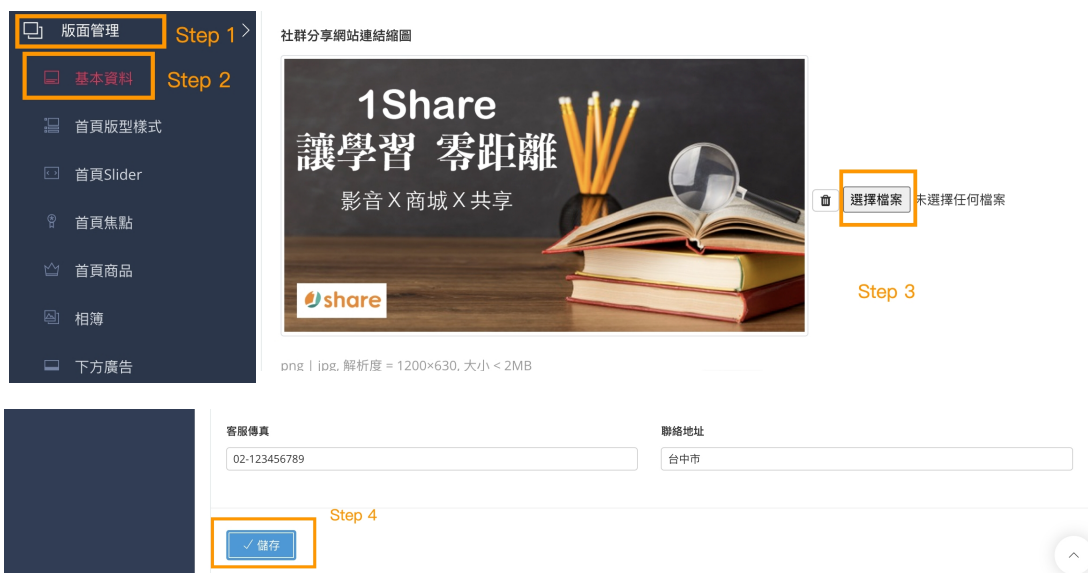 版面管理
Step 1
基本資料
Step 2
首頁版型樣式
首頁Slider
首頁焦點
首頁商品
相簿
下方廣告
社群分享網站連結縮圖
1Share
讓學習 零距離
影音X商城X共享
share
選擇檔案 未選擇任何檔案
Step 3
png | jpg, 解析度 = 1200×630, 大小 < 2MB
客服傳真
02-123456789
聯絡地址
台中市
Step 4
儲存